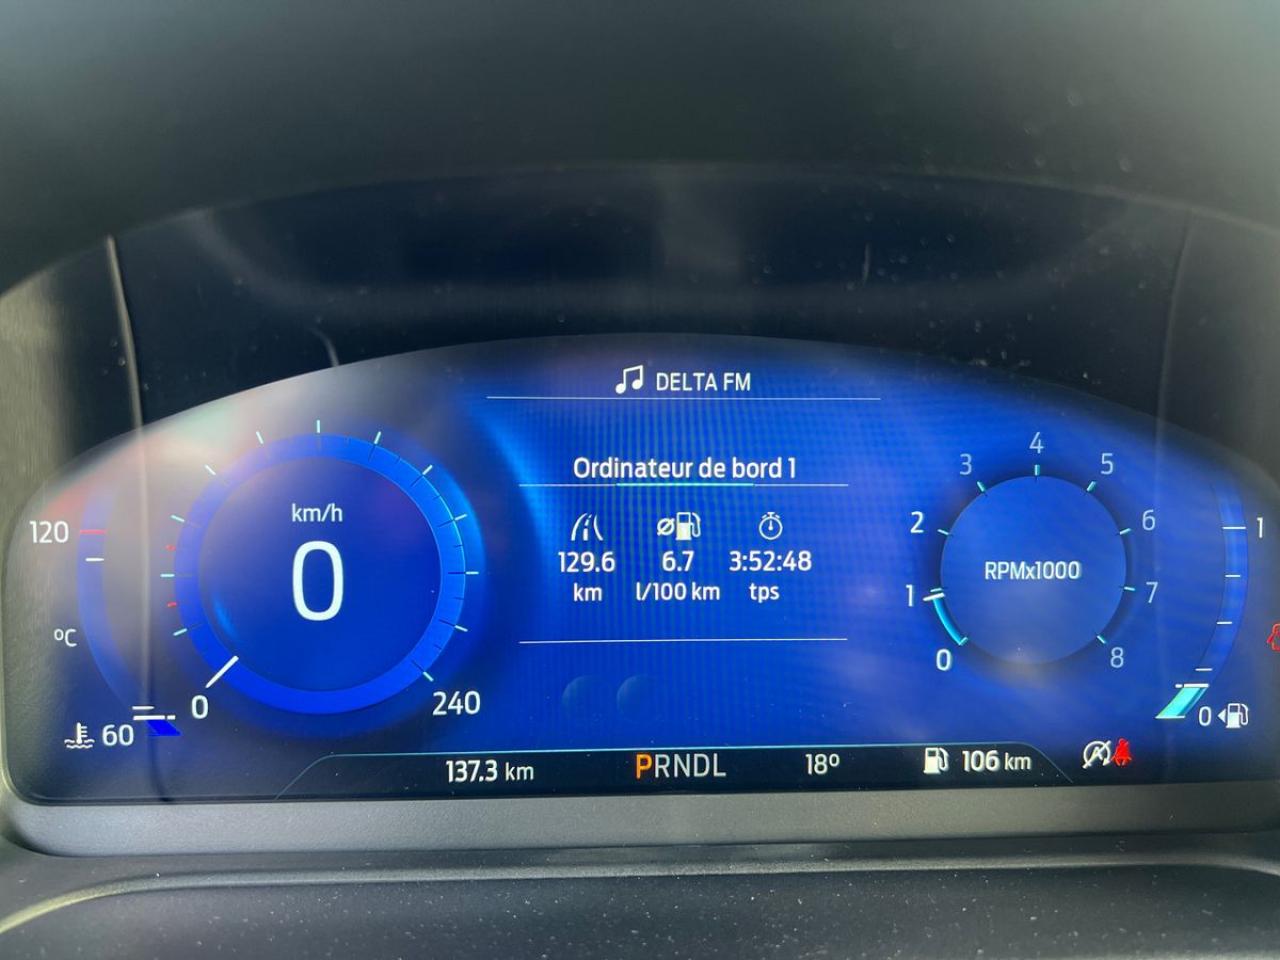 DELTA FM
Ordinateur de bord 1
129.6 6.7 3:52:48
km l/100 km tps
km/h
0
0 240
120
ºC
60
RPMx1000
0 1 2 3 4 5 6 7 8
1
0
137.3 km PRNDL 18º 106 km